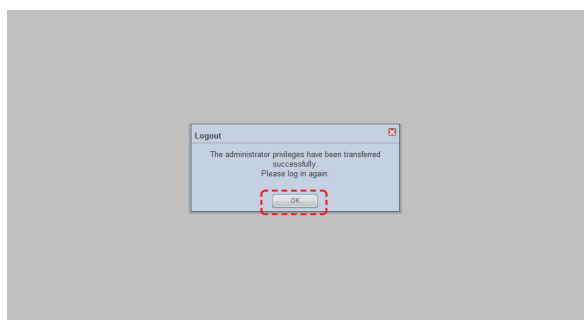 Logout
The administrator privileges have been transferred
successfully.
Please log in again.
OK